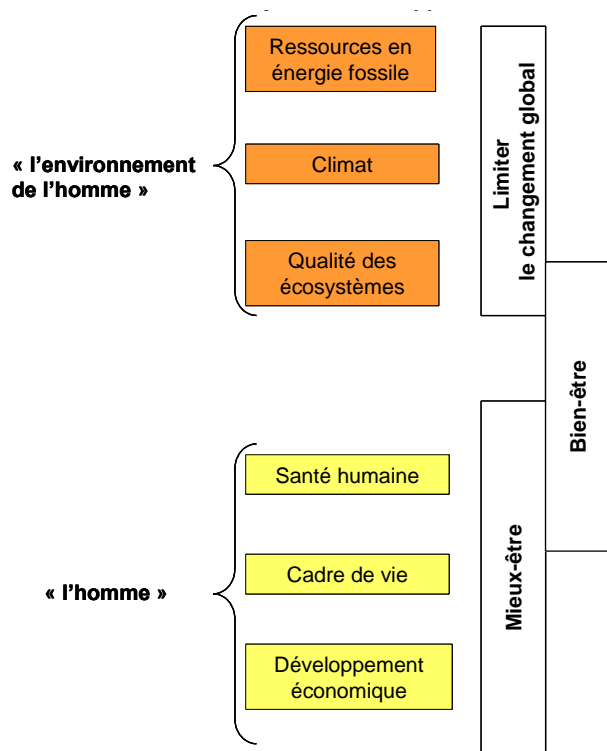 Ressources en
énergie fossile
« l'environnement
de l'homme »
Climat
Qualité des
écosystèmes
Limiter
le changement global
Bien-être
Santé humaine
« l'homme »
Cadre de vie
Développement
économique
Mieux-être